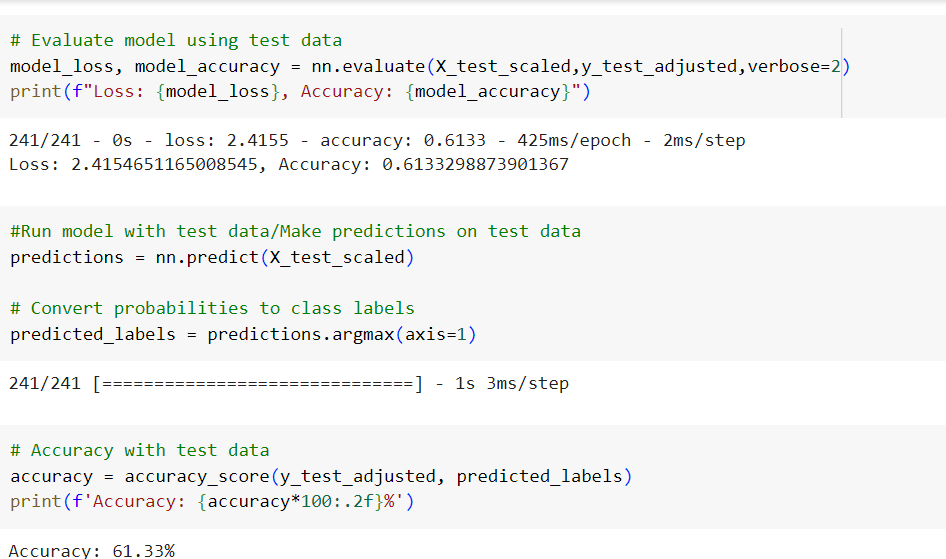 # Evaluate model using test data
model_loss, model_accuracy = nn.evaluate(X_test_scaled,y_test_adjusted,verbose=2)
print(f"Loss: {model_loss}, Accuracy: {model_accuracy}")
241/241 - 0s - loss: 2.4155 - accuracy: 0.6133 - 425ms/epoch - 2ms/step
Loss: 2.4154651165008545, Accuracy: 0.6133298873901367
#Run model with test data/Make predictions on test data
predictions = nn.predict(X_test_scaled)
# Convert probabilities to class labels
predicted_labels = predictions.argmax(axis=1)
241/241 [==============================] - 1s 3ms/step
# Accuracy with test data
accuracy = accuracy_score(y_test_adjusted, predicted_labels)
print(f'Accuracy: {accuracy*100:.2f}%')
Accuracy: 61.33%